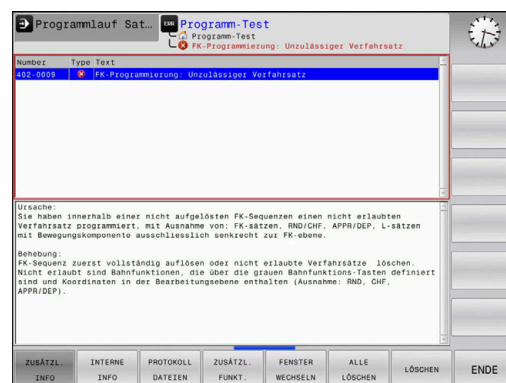 Programmlauf Sat...
Programm-Test
Programm-Test
FK-Programmierung: Unzulässiger Verfahrsatz
Number Type Text
402-0009 FK-Programmierung: Unzulässiger Verfahrsatz
Ursache:
Sie haben innerhalb einer nicht aufgelösten FK-Sequenzen einen nicht erlaubten
Verfahrsatz programmiert, mit Ausnahme von: FK-sätzen, RND/CHF, APPR/DEP, L-sätzen
mit Bewegungskomponente ausschliesslich senkrecht zur FK-ebene.
Behebung:
FK-Sequenz zuerst vollständig auflösen oder nicht erlaubte Verfahrsätze löschen.
Nicht erlaubt sind Bahnfunktionen, die über die grauen Bahnfunktions-Tasten definiert
sind und Koordinaten in der Bearbeitungsebene enthalten (Ausnahme: RND, CHF,
APPR/DEP).
ZUSÄTZL. INFO
INTERNE INFO
PROTOKOLL DATEIEN
ZUSÄTZL. FUNKT.
FENSTER WECHSELN
ALLE LÖSCHEN
LÖSCHEN
ENDE